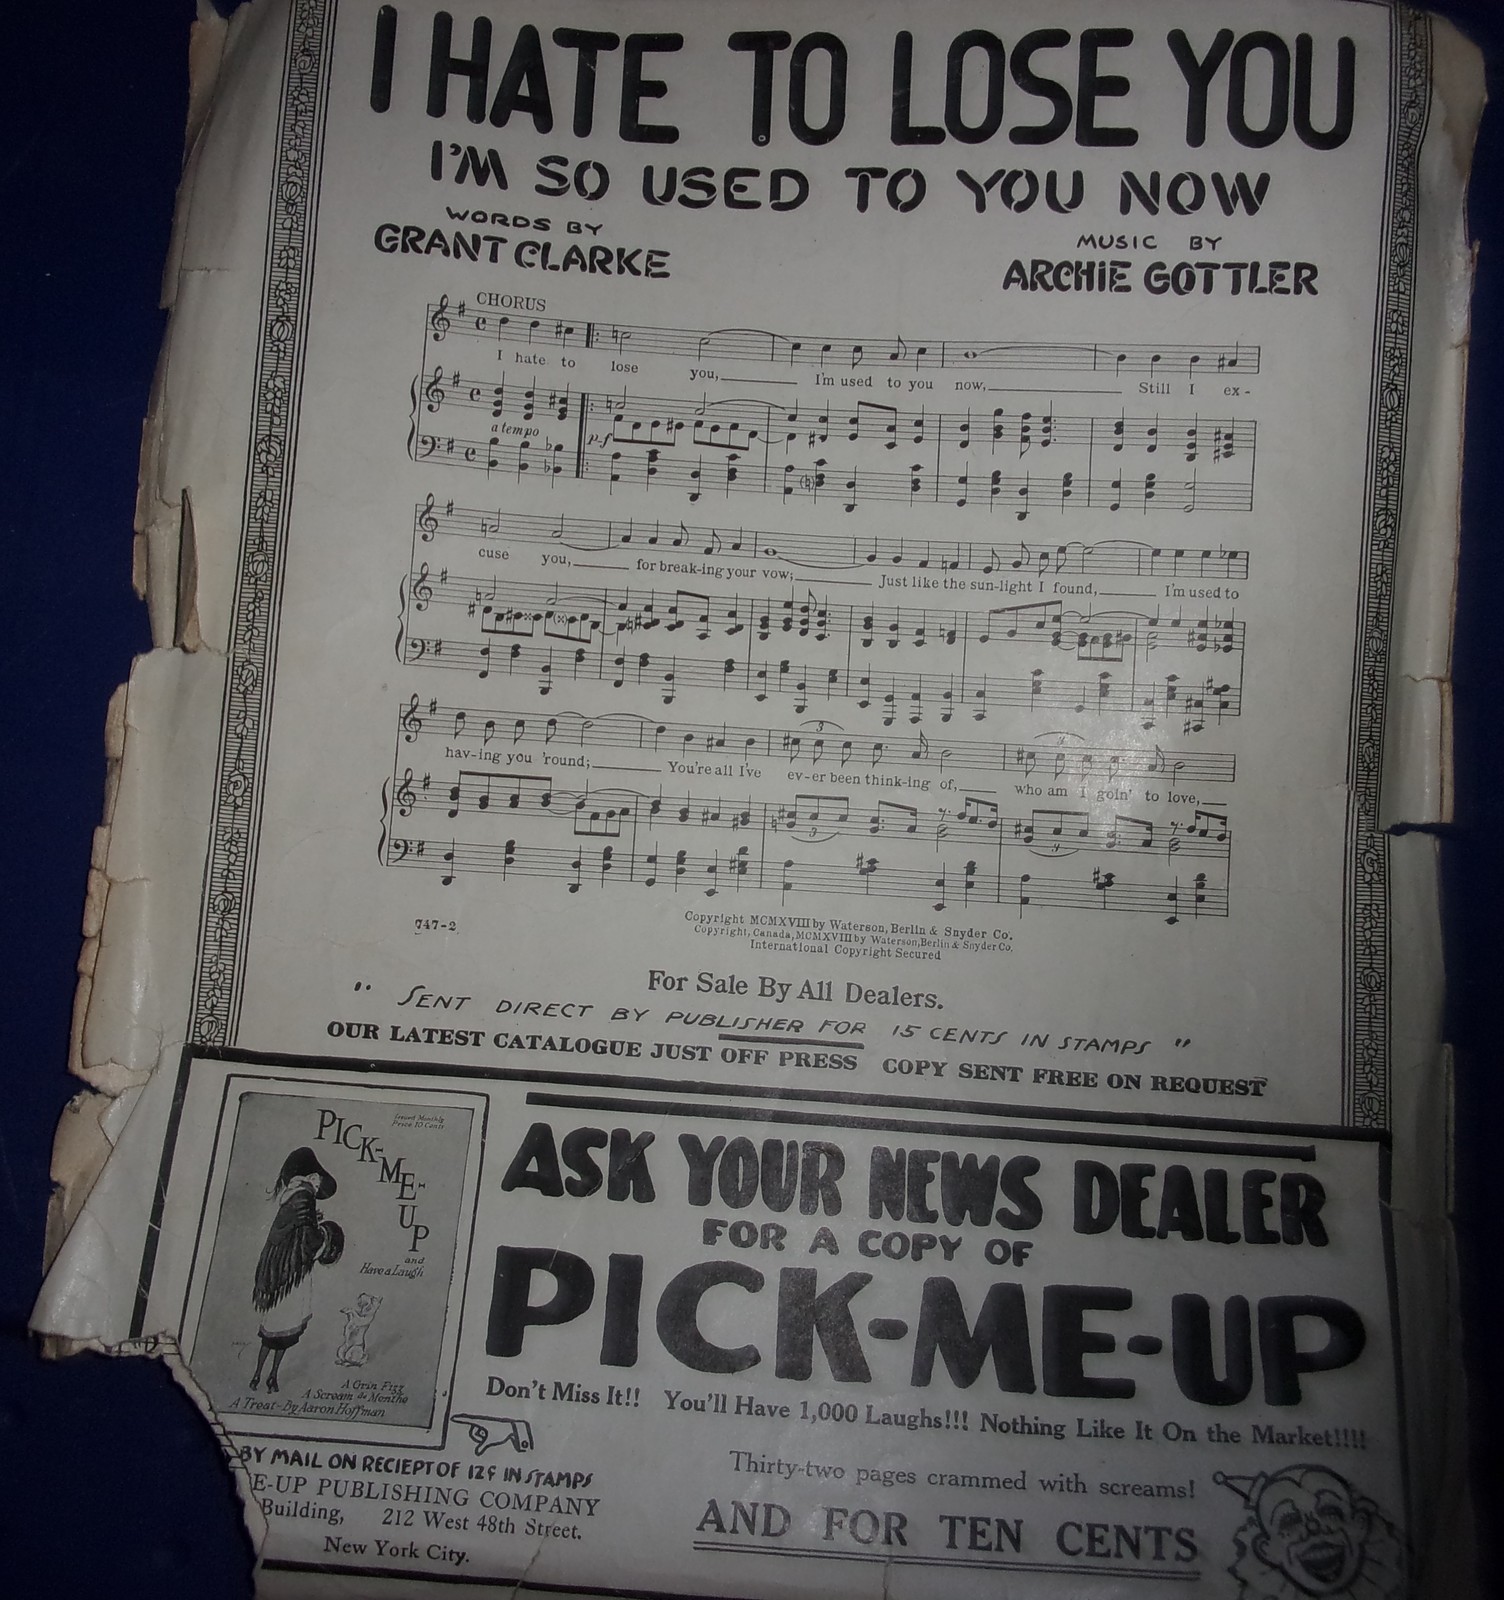 I HATE TO LOSE YOU
I'M SO USED TO YOU NOW
WORDS BY
GRANT CLARKE
MUSIC BY
ARCHIE GOTTLER
CHORUS
I hate to lose you, I'm used to you now, Still I ex-
a tempo
p-f
cuse you, for break-ing your vow; Just like the sun-light I found, I'm used to
hav-ing you 'round; You're all I've ev-er been think-ing of, who am I goin' to love,
3 3
3 3
747-2
Copyright MCMXVIII by Waterson, Berlin & Snyder Co.
Copyright, Canada, MCMXVIII by Waterson, Berlin & Snyder Co.
International Copyright Secured
For Sale By All Dealers.
" SENT DIRECT BY PUBLISHER FOR 15 CENTS IN STAMPS "
OUR LATEST CATALOGUE JUST OFF PRESS COPY SENT FREE ON REQUEST
Issued Monthly
Price 10 Cents
PICK-ME-UP
and
Have a Laugh
A Grin Fizz
A Scream de Menthe
A Treat-By Aaron Hoffman
ASK YOUR NEWS DEALER
FOR A COPY OF
PICK-ME-UP
Don't Miss It!! You'll Have 1,000 Laughs!!! Nothing Like It On the Market!!!!
BY MAIL ON RECIEPT OF 12¢ IN STAMPS
E-UP PUBLISHING COMPANY
Building, 212 West 48th Street.
New York City.
Thirty-two pages crammed with screams!
AND FOR TEN CENTS